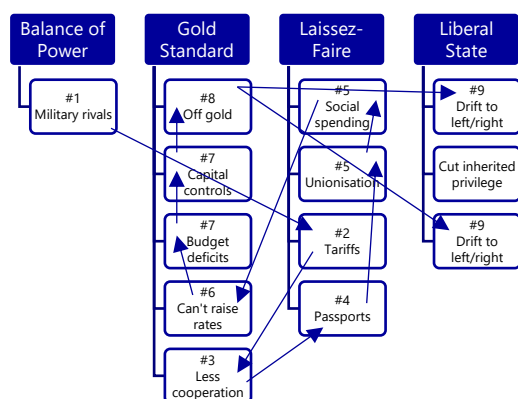 Balance of
Power
#1
Military rivals
Gold
Standard
#8
Off gold
#7
Capital
controls
#7
Budget
deficits
#6
Can't raise
rates
#3
Less
cooperation
Laissez-
Faire
#5
Social
spending
#5
Unionisation
#2
Tariffs
#4
Passports
Liberal
State
#9
Drift to
left/right
Cut inherited
privilege
#9
Drift to
left/right